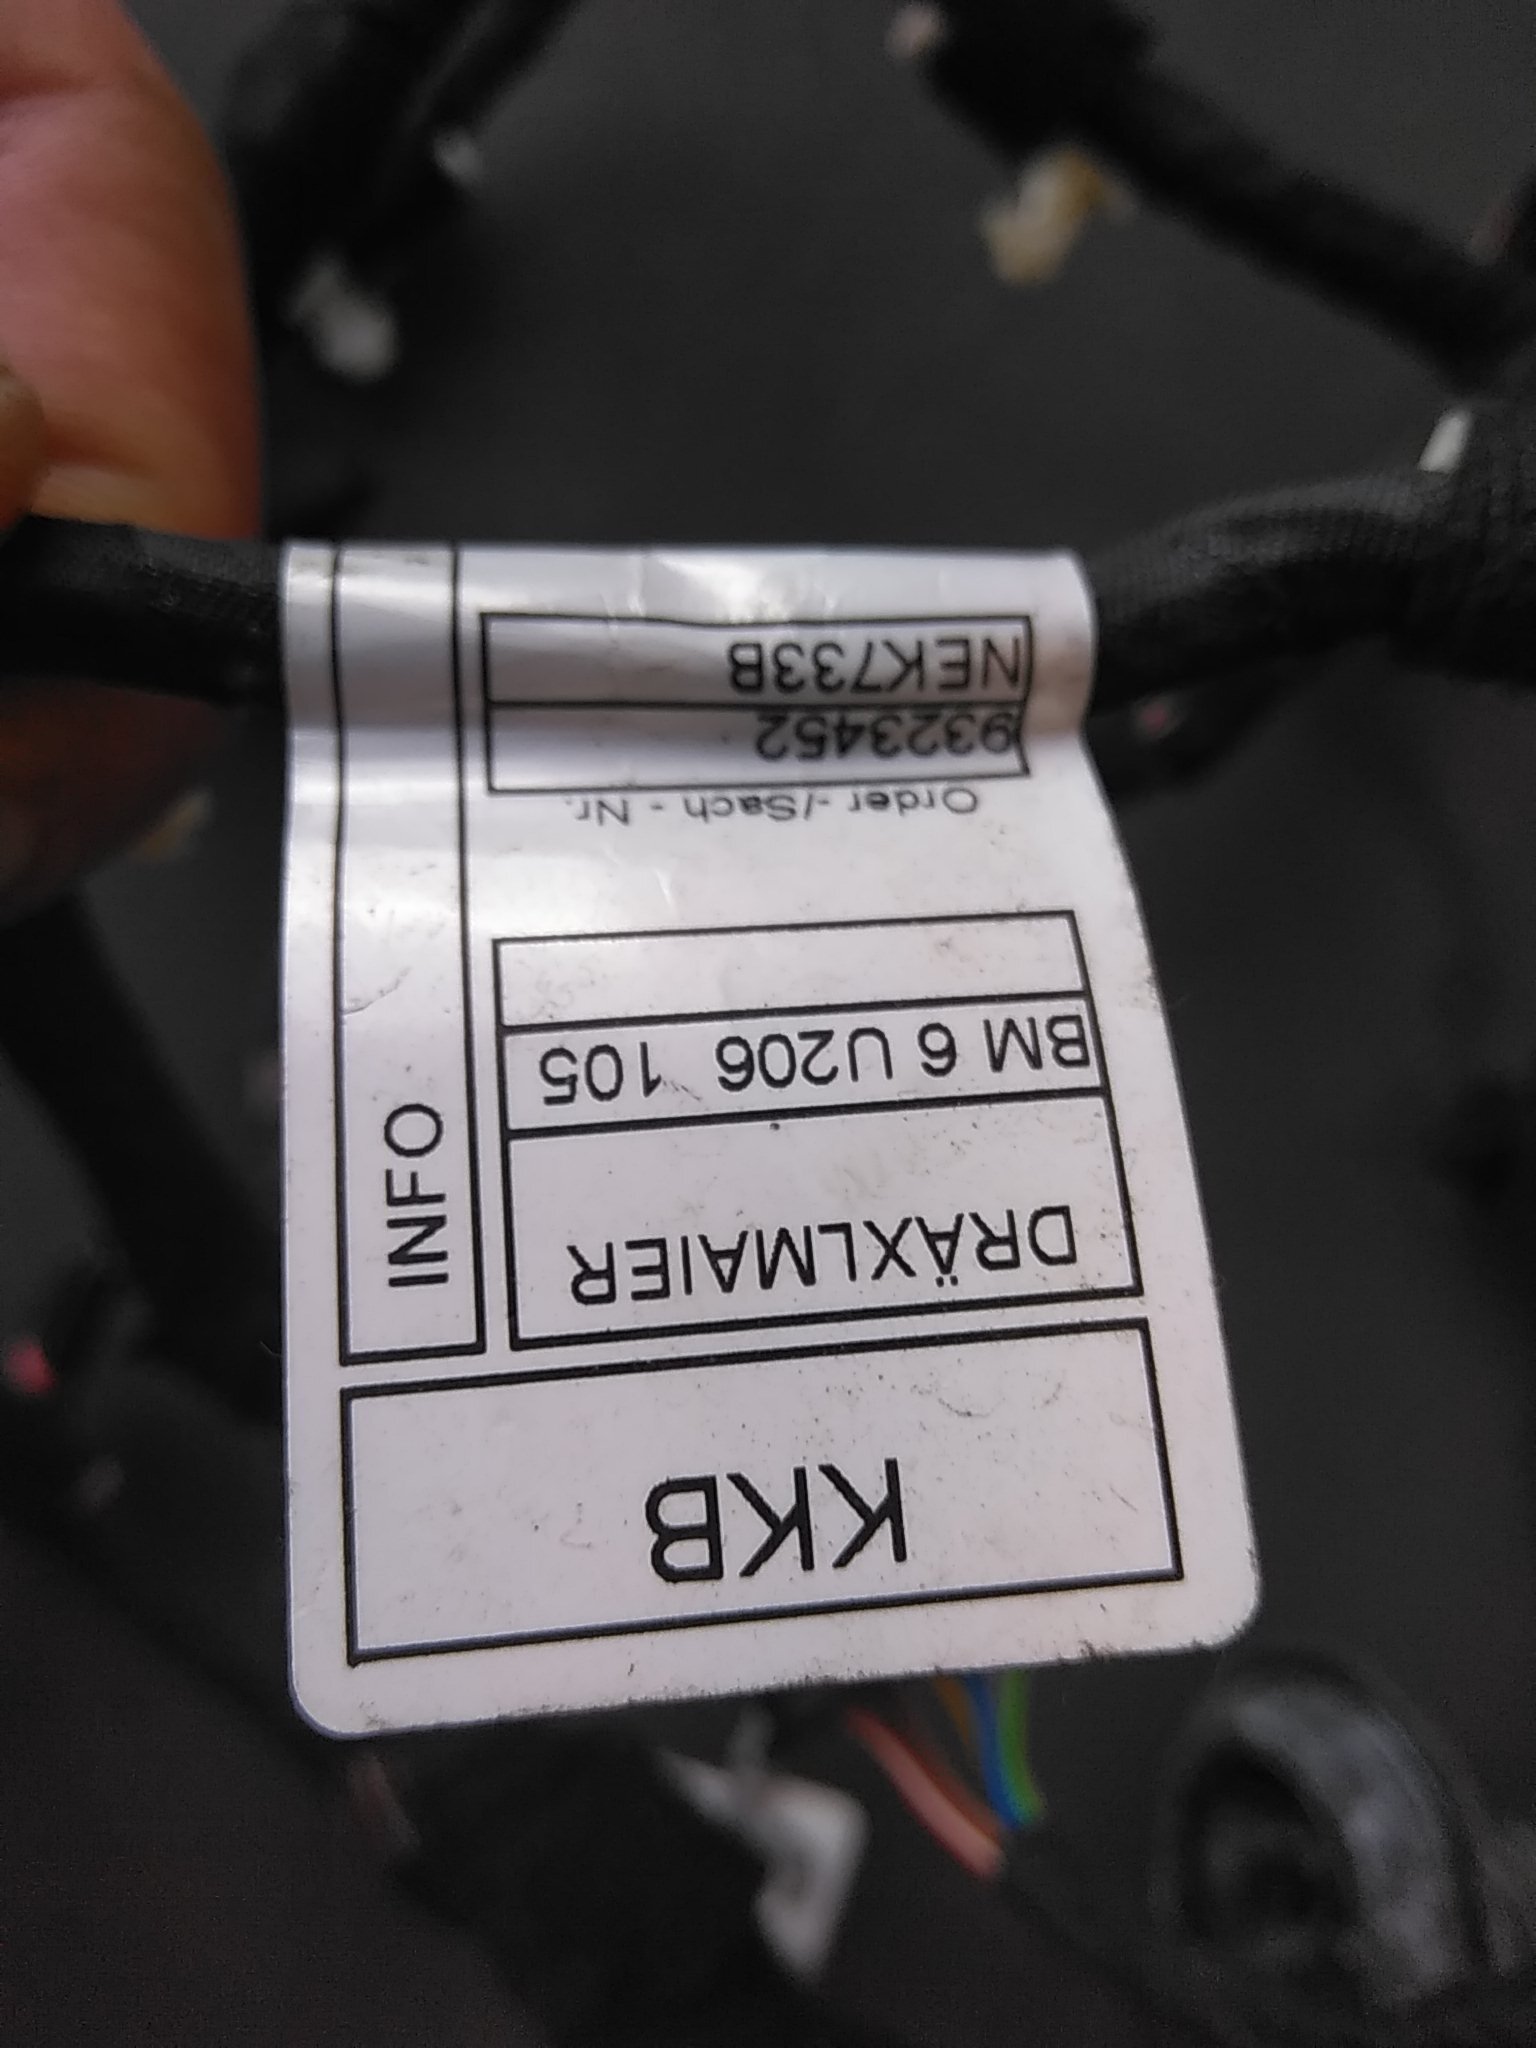 KKB
DRÄXLMAIER
BM 6 U206 105
INFO
Order -/Sach - Nr.
9323452
NEK733B